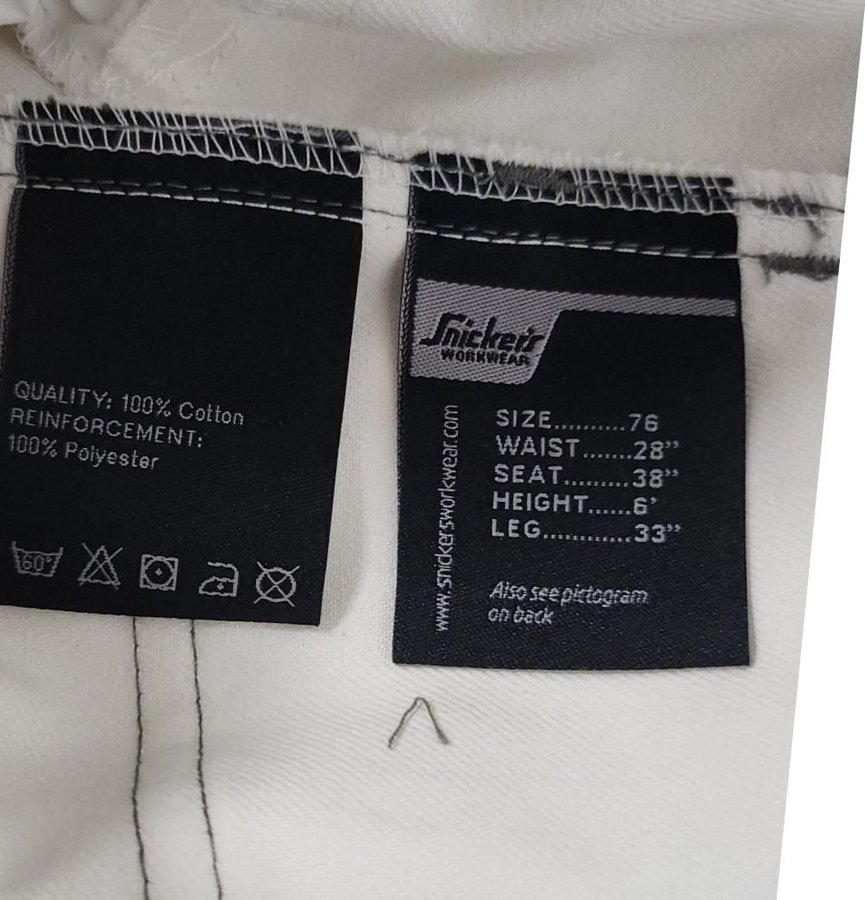 QUALITY: 100% Cotton
REINFORCEMENT:
100% Polyester
60°
Snickers
WORKWEAR
www.snickersworkwear.com
SIZE..........76
WAIST.......28”
SEAT.........38”
HEIGHT......6’
LEG............33”
Also see pictogram
on back